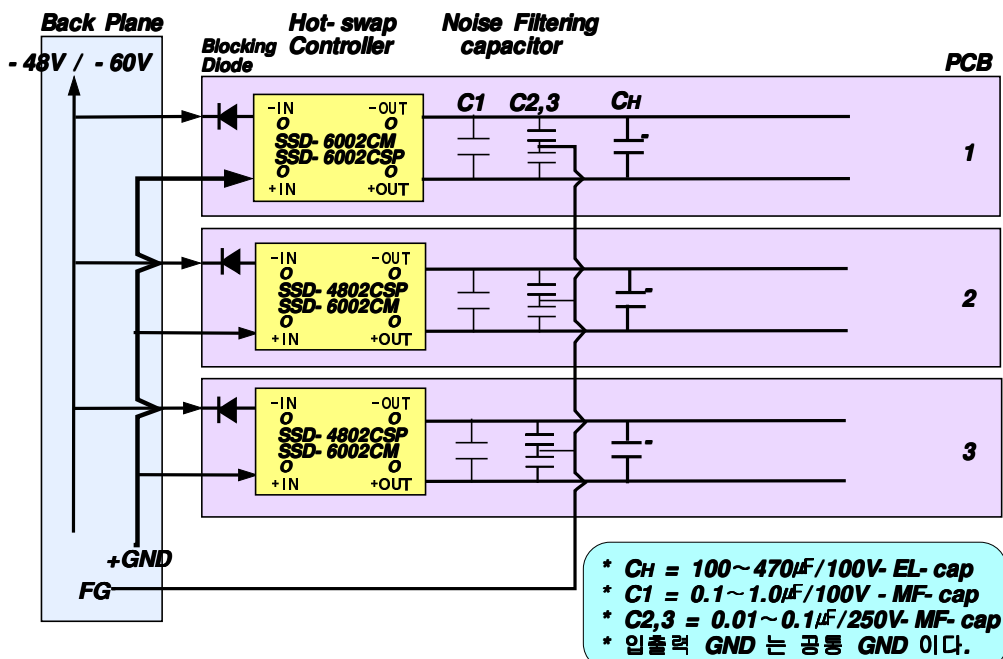 Back Plane
Hot- swap Controller
Noise Filtering capacitor
Blocking Diode
- 48V / - 60V
PCB
-IN
-OUT
SSD- 6002CM
SSD- 6002CSP
+IN
+OUT
C1
C2,3
CH
-
1
-IN
-OUT
SSD- 4802CSP
SSD- 6002CM
+IN
+OUT
-
2
-IN
-OUT
SSD- 4802CSP
SSD- 6002CM
+IN
+OUT
-
3
+GND
FG
* CH = 100~470µF/100V- EL- cap
* C1 = 0.1~1.0µF/100V - MF- cap
* C2,3 = 0.01~0.1µF/250V- MF- cap
* 입출력 GND 는 공통 GND 이다.